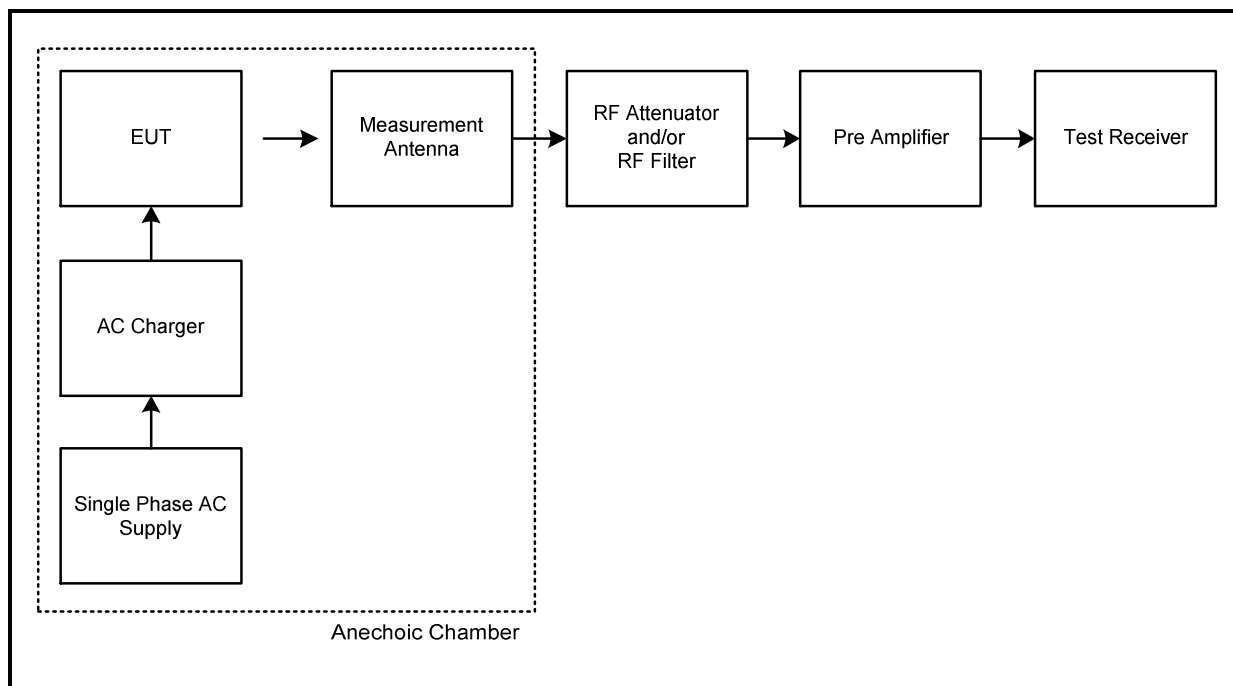 EUT
Measurement
Antenna
RF Attenuator
and/or
RF Filter
Pre Amplifier
Test Receiver
AC Charger
Single Phase AC
Supply
Anechoic Chamber